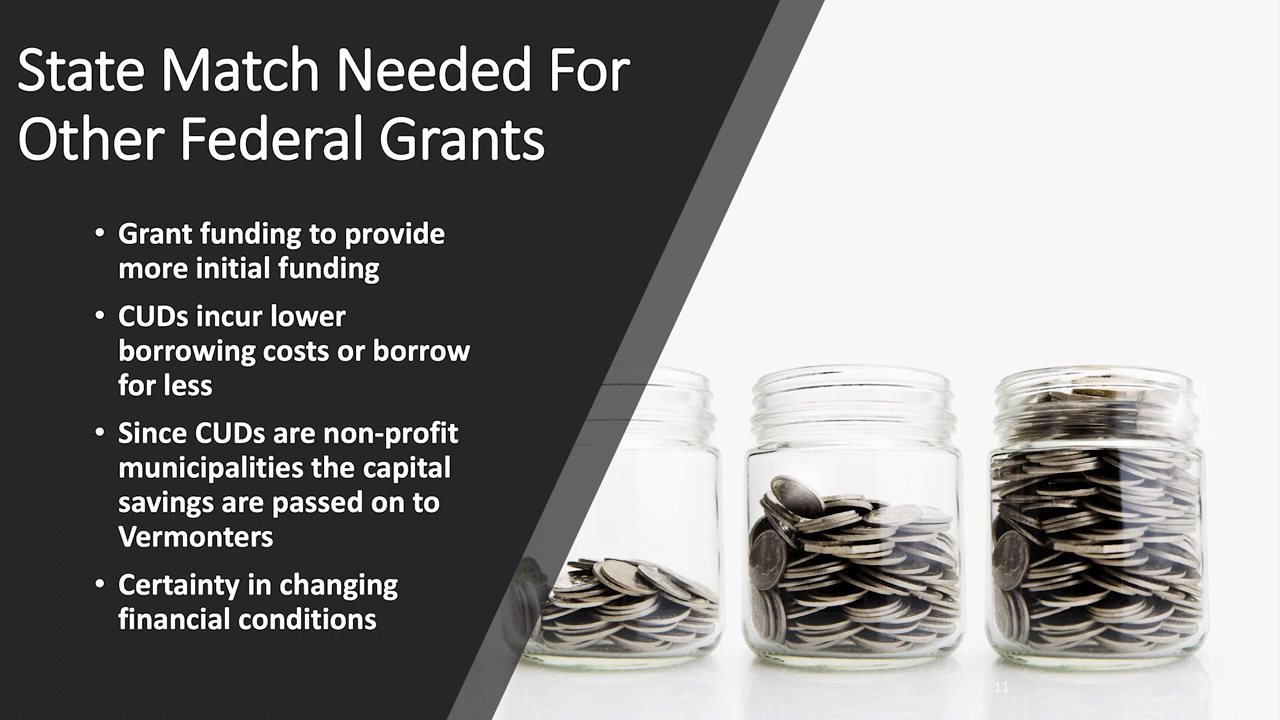 State Match Needed For
Other Federal Grants
• Grant funding to provide
more initial funding
• CUDs incur lower
borrowing costs or borrow
for less
• Since CUDs are non-profit
municipalities the capital
savings are passed on to
Vermonters
• Certainty in changing
financial conditions
11